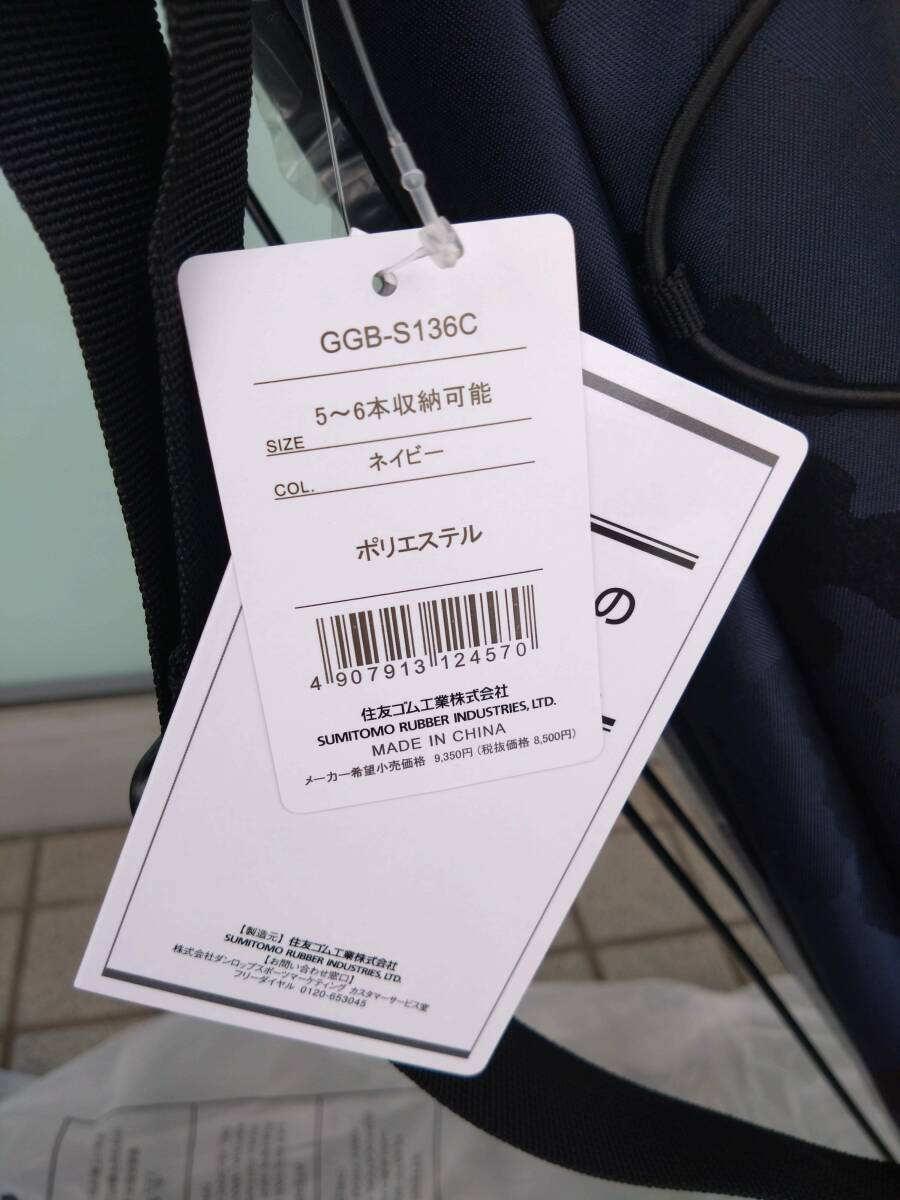 GGB-S136C
5～6本収納可能
SIZE
ネイビー
COL.
ポリエステル
4 907913 124570
住友ゴム工業株式会社
SUMITOMO RUBBER INDUSTRIES, LTD.
MADE IN CHINA
メーカー希望小売価格 9,350円 (税抜価格 8,500円)
の
【製造元】住友ゴム工業株式会社
SUMITOMO RUBBER INDUSTRIES, LTD.
【お問い合わせ窓口】
株式会社ダンロップスポーツマーケティング カスタマーサービス室
フリーダイヤル 0120-653045